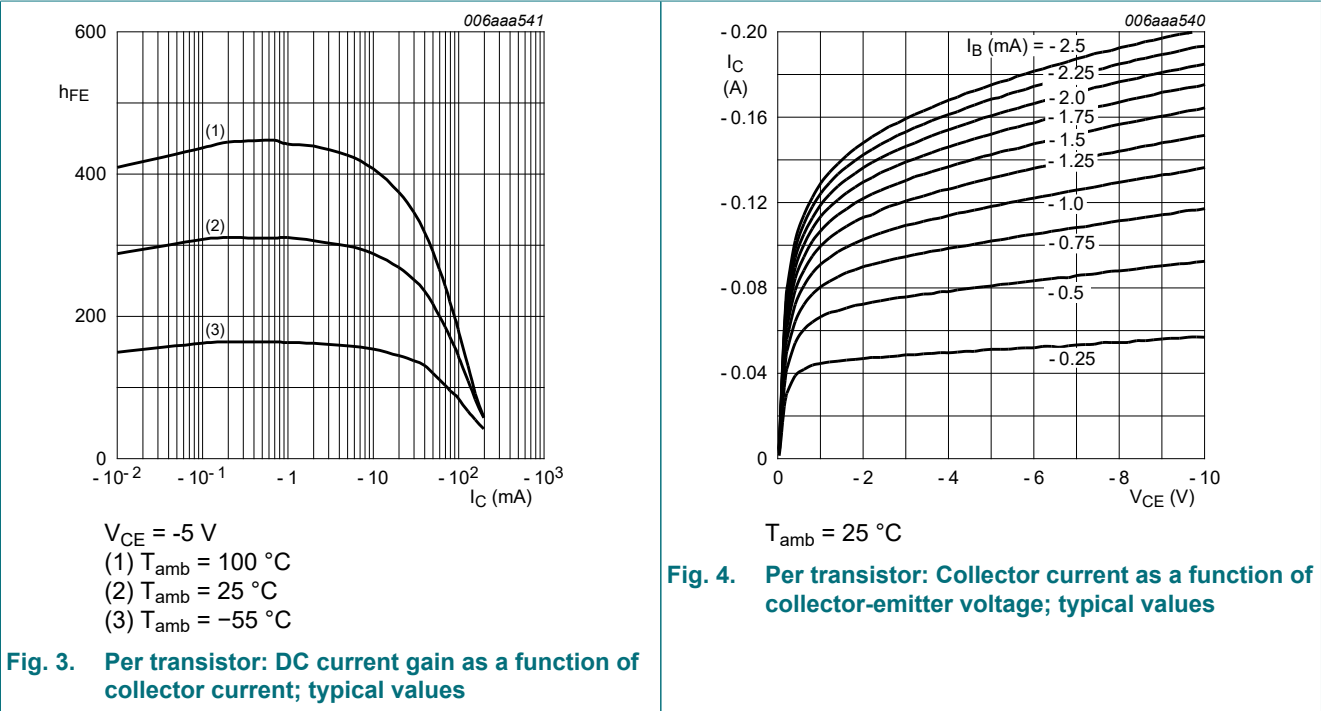 006aaa541
600
hFE
(1)
400
(2)
200
(3)
0
- 10-2 - 10-1 - 1 - 10 - 102 - 103
IC (mA)
VCE = -5 V
(1) Tamb = 100 °C
(2) Tamb = 25 °C
(3) Tamb = −55 °C
Fig. 3. Per transistor: DC current gain as a function of
collector current; typical values
006aaa540
- 0.20
IC
(A)
IB (mA) = - 2.5
- 2.25
- 2.0
- 0.16
- 1.75
- 1.5
- 1.25
- 0.12
- 1.0
- 0.75
- 0.08
- 0.5
- 0.25
- 0.04
0
0 - 2 - 4 - 6 - 8 - 10
VCE (V)
Tamb = 25 °C
Fig. 4. Per transistor: Collector current as a function of
collector-emitter voltage; typical values